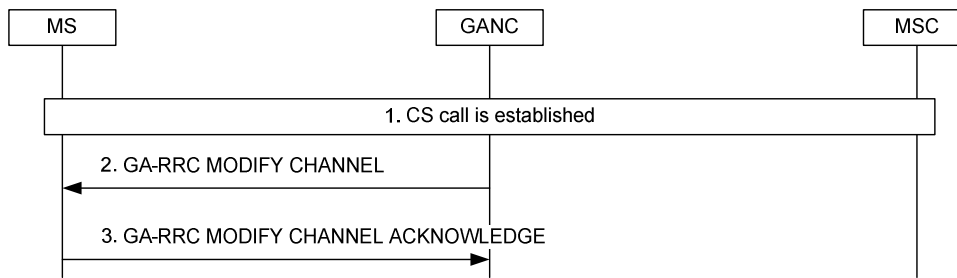 MS
GANC
MSC
1. CS call is established
2. GA-RRC MODIFY CHANNEL
3. GA-RRC MODIFY CHANNEL ACKNOWLEDGE